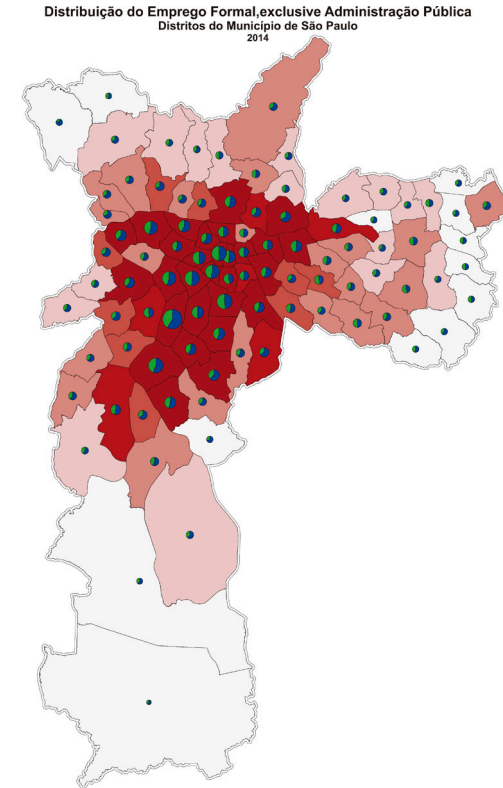 Distribuição do Emprego Formal,exclusive Administração Pública
Distritos do Município de São Paulo
2014